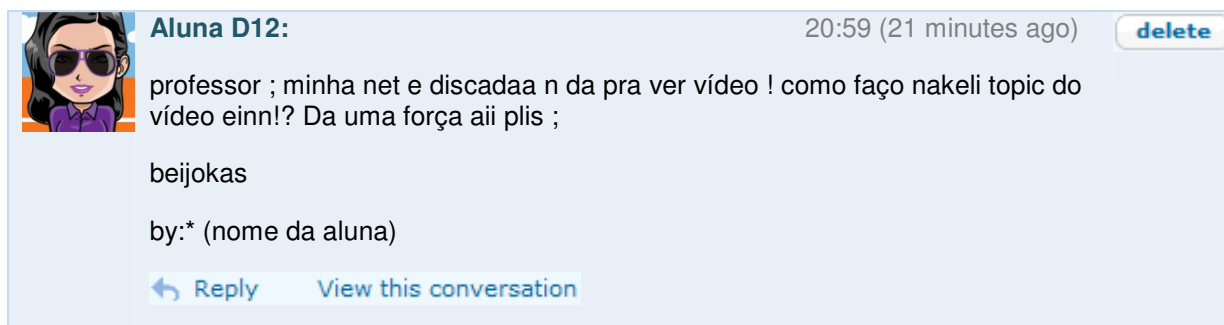 Aluna D12: 20:59 (21 minutes ago) delete
professor ; minha net e discadaa n da pra ver vídeo ! como faço nakeli topic do
vídeo einn!? Da uma força aii plis ;
beijokas
by:* (nome da aluna)
Reply View this conversation